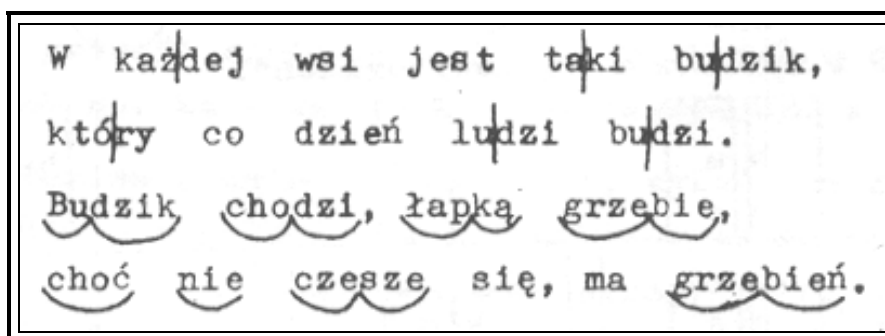 W każdej wsi jest taki budzik,
który co dzień ludzi budzi.
Budzik chodzi, łapką grzebie,
choć nie czesze się, ma grzebień.